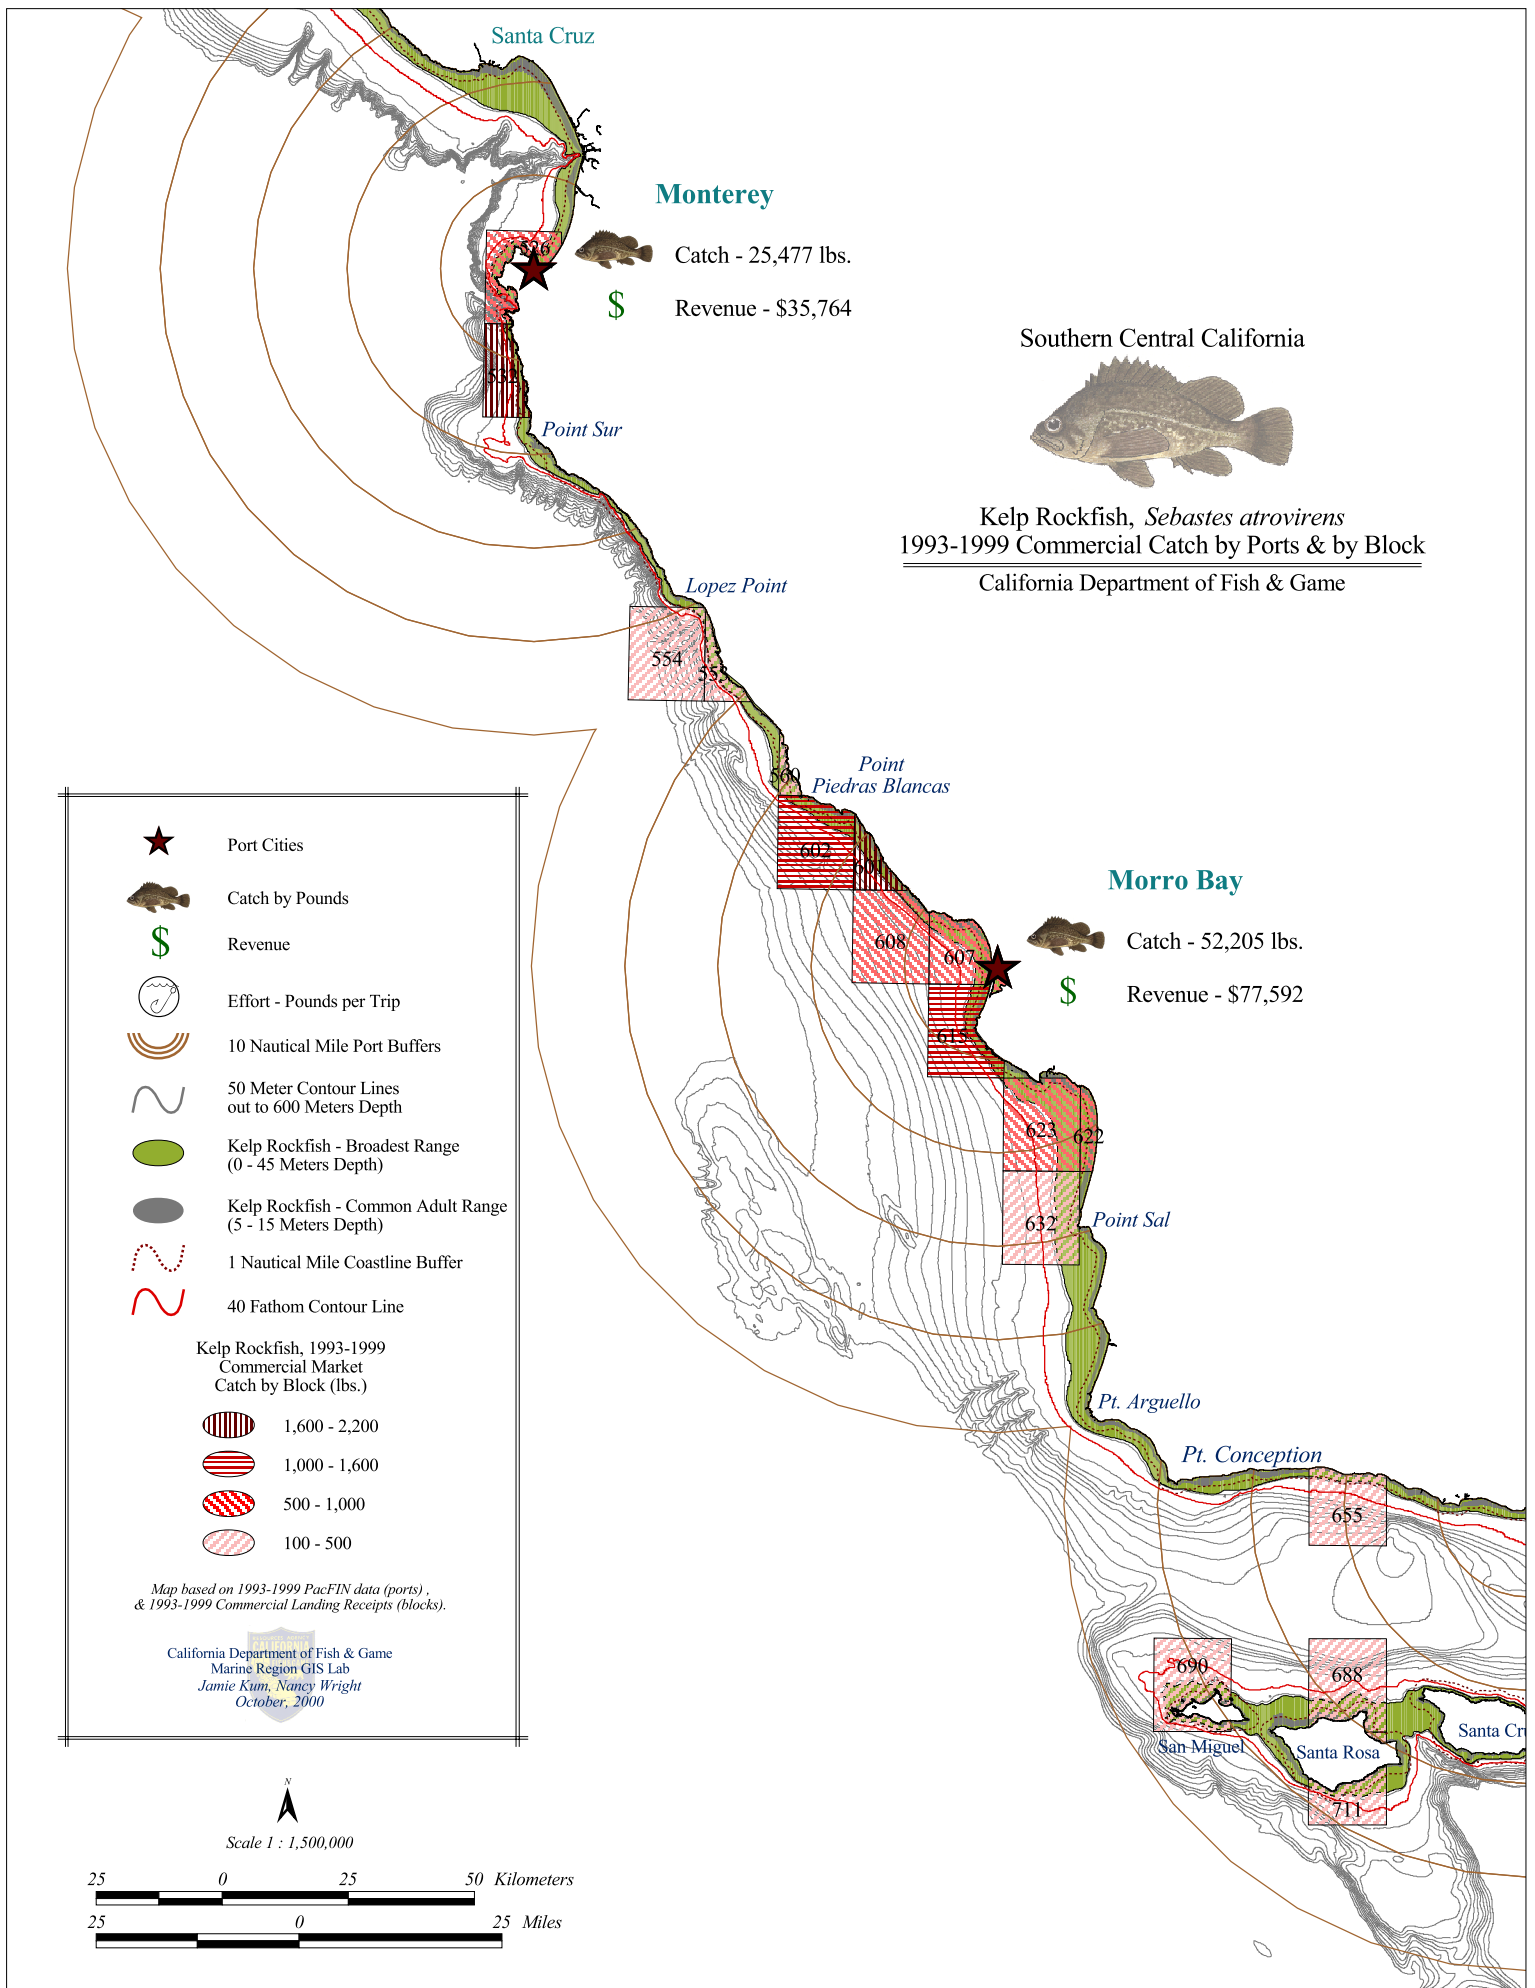 Santa Cruz
Monterey
Catch - 25,477 lbs.
$
Revenue - $35,764
526
532
Point Sur
Southern Central California
Kelp Rockfish, Sebastes atrovirens
1993-1999 Commercial Catch by Ports & by Block
California Department of Fish & Game
Lopez Point
554
553
560
Point
Piedras Blancas
602
601
608
607
Morro Bay
Catch - 52,205 lbs.
$
Revenue - $77,592
615
623
622
632
Point Sal
Pt. Arguello
Pt. Conception
655
690
688
San Miguel
Santa Rosa
Santa Cru
711
Port Cities
Catch by Pounds
$
Revenue
Effort - Pounds per Trip
10 Nautical Mile Port Buffers
50 Meter Contour Lines
out to 600 Meters Depth
Kelp Rockfish - Broadest Range
(0 - 45 Meters Depth)
Kelp Rockfish - Common Adult Range
(5 - 15 Meters Depth)
1 Nautical Mile Coastline Buffer
40 Fathom Contour Line
Kelp Rockfish, 1993-1999
Commercial Market
Catch by Block (lbs.)
1,600 - 2,200
1,000 - 1,600
500 - 1,000
100 - 500
Map based on 1993-1999 PacFIN data (ports) ,
& 1993-1999 Commercial Landing Receipts (blocks).
CALIFORNIA
California Department of Fish & Game
Marine Region GIS Lab
Jamie Kum, Nancy Wright
October, 2000
N
Scale 1 : 1,500,000
25 0 25 50 Kilometers
25 0 25 Miles